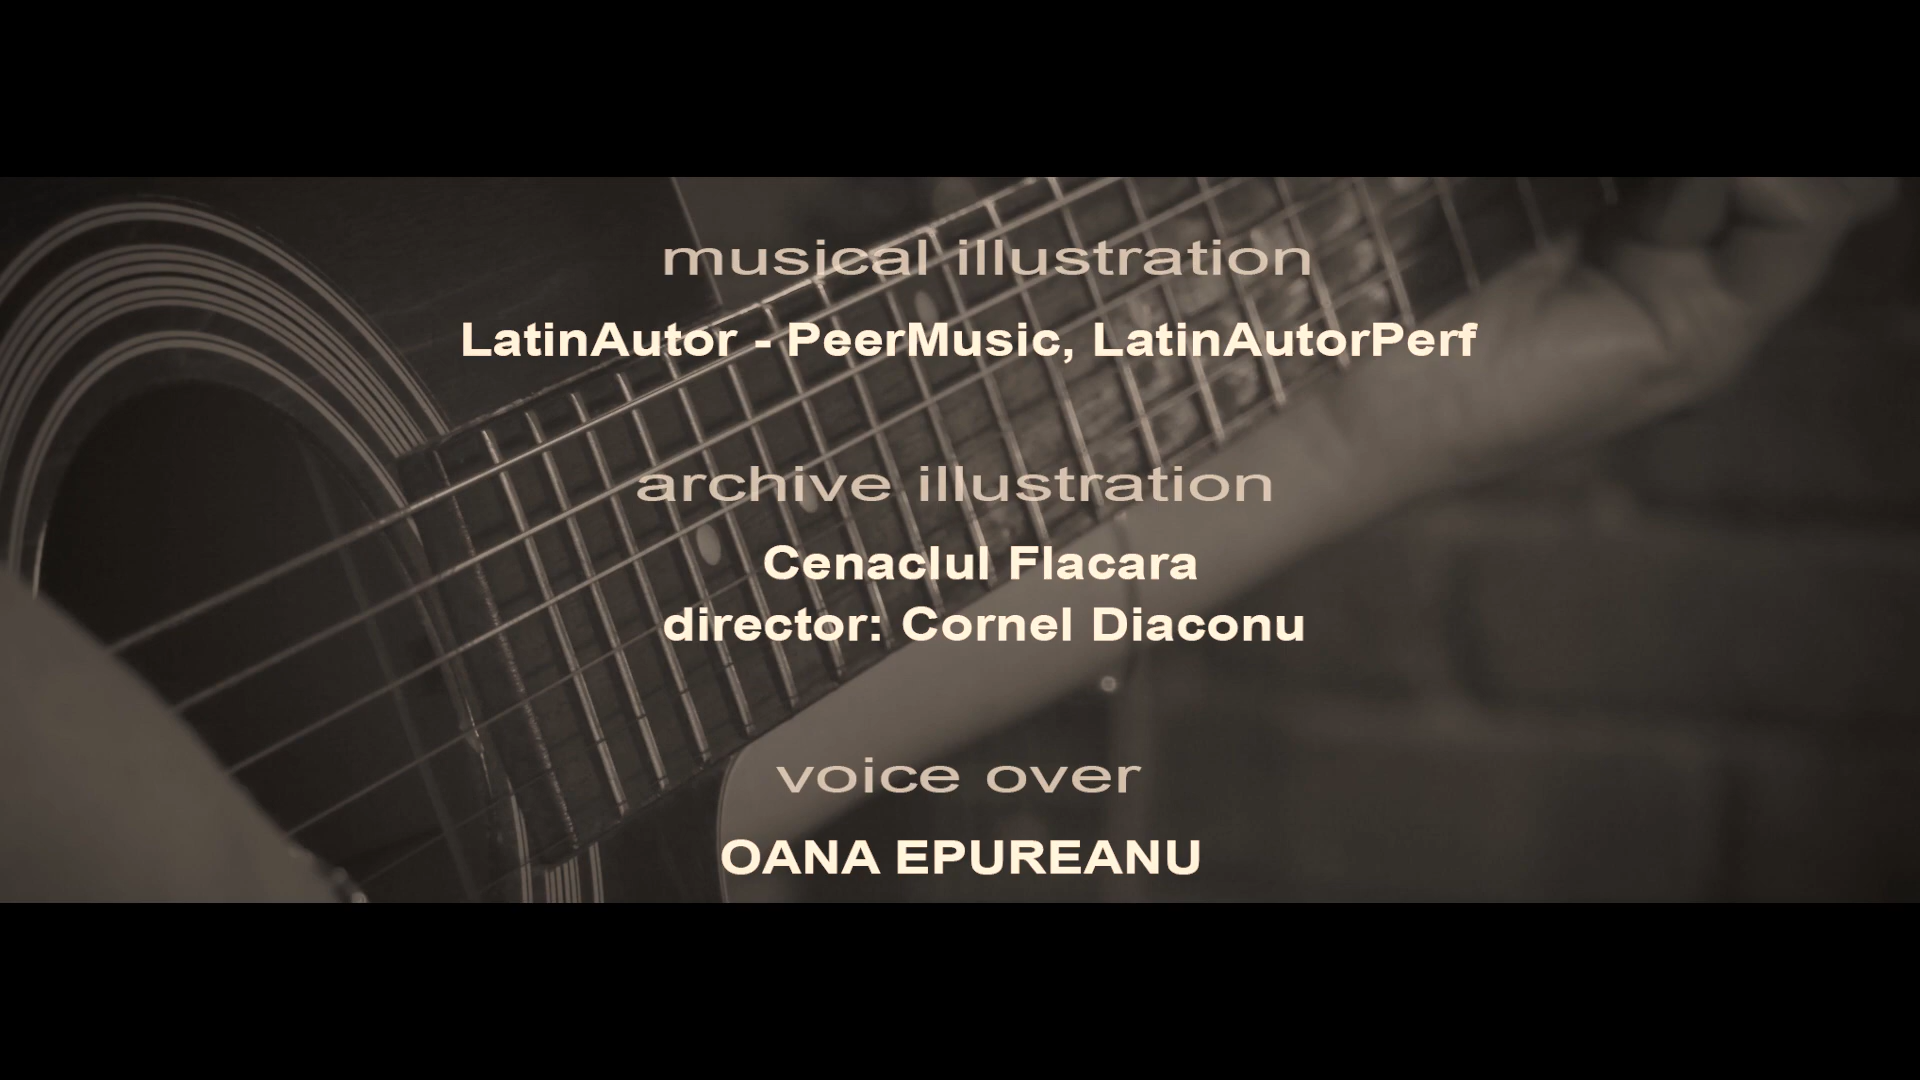 musical illustration
LatinAutor - PeerMusic, LatinAutorPerf
archive illustration
Cenaclul Flacara
director: Cornel Diaconu
voice over
OANA EPUREANU